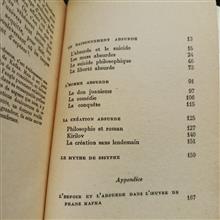 UN RAISONNEMENT ABSURDE 13
L'absurde et le suicide 15
Les murs absurdes 24
Le suicide philosophique 46
La liberté absurde 73
L'HOMME ABSURDE 91
Le don juanisme 97
La comédie 106
La conquête 115
LA CRÉATION ABSURDE 125
Philosophie et roman 127
Kirilov 140
La création sans lendemain 151
LE MYTHE DE SISYPHE 159
Appendice
L'ESPOIR ET L'ABSURDE DANS L'ŒUVRE DE
FRANZ KAFKA 167